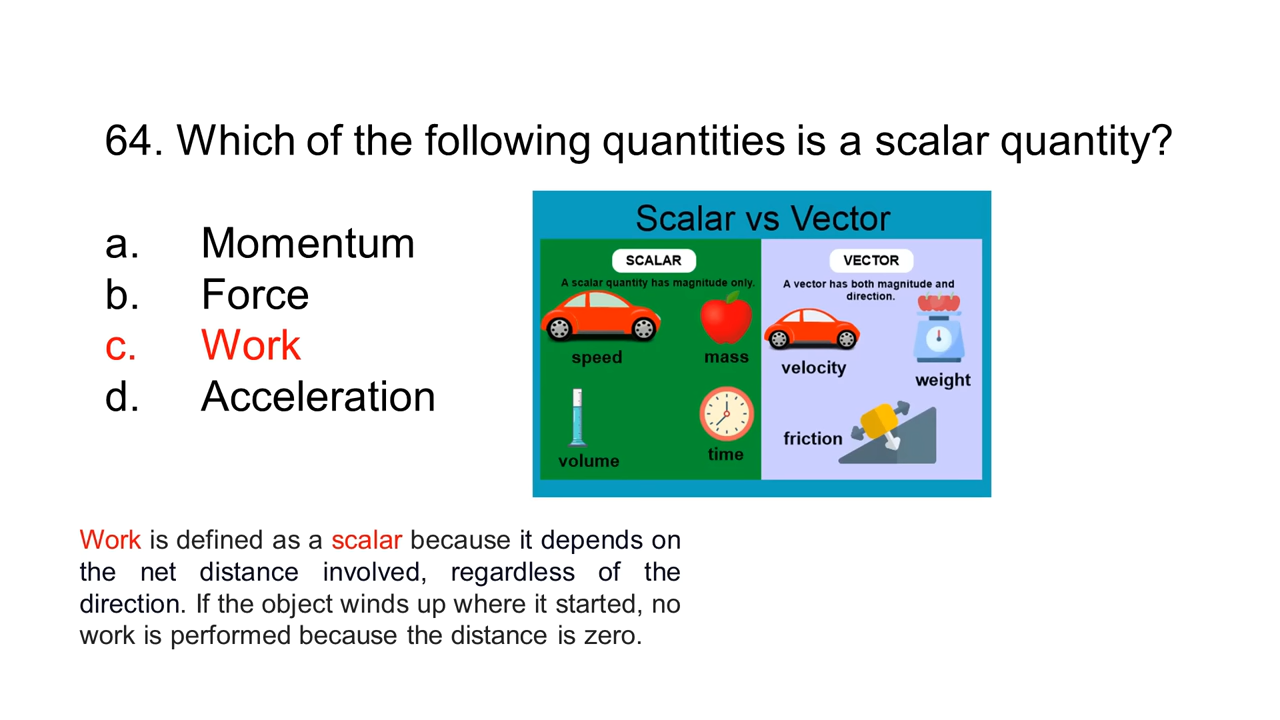 64. Which of the following quantities is a scalar quantity?
a. Momentum
b. Force
c. Work
d. Acceleration
Scalar vs Vector
SCALAR
A scalar quantity has magnitude only.
speed
mass
volume
time
VECTOR
A vector has both magnitude and
direction.
velocity
weight
friction
Work is defined as a scalar because it depends on
the net distance involved, regardless of the
direction. If the object winds up where it started, no
work is performed because the distance is zero.